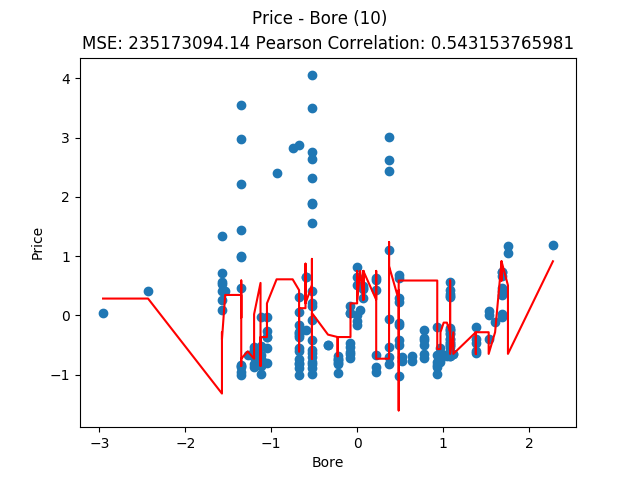 Price - Bore (10)
MSE: 235173094.14 Pearson Correlation: 0.543153765981
4
3
2
1
0
−1
Price
−3 −2 −1 0 1 2
Bore